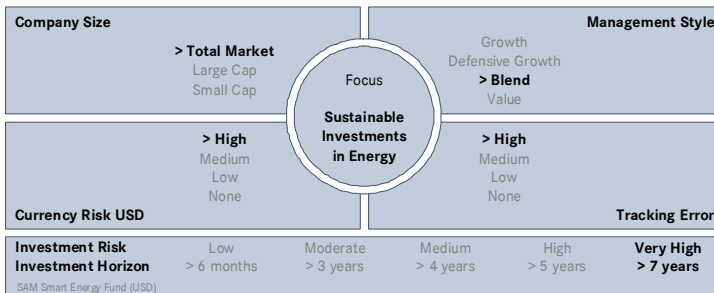 Company Size
> Total Market
Large Cap
Small Cap
Management Style
Growth
Defensive Growth
> Blend
Value
Focus
Sustainable
Investments
in Energy
> High
Medium
Low
None
Currency Risk USD
> High
Medium
Low
None
Tracking Error
Investment Risk Low Moderate Medium High Very High
Investment Horizon > 6 months > 3 years > 4 years > 5 years > 7 years
SAM Smart Energy Fund (USD)